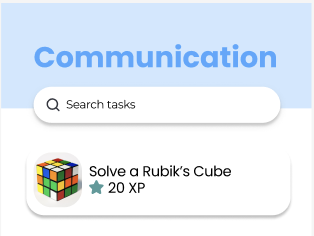 Communication
Search tasks
Solve a Rubik's Cube
20 XP